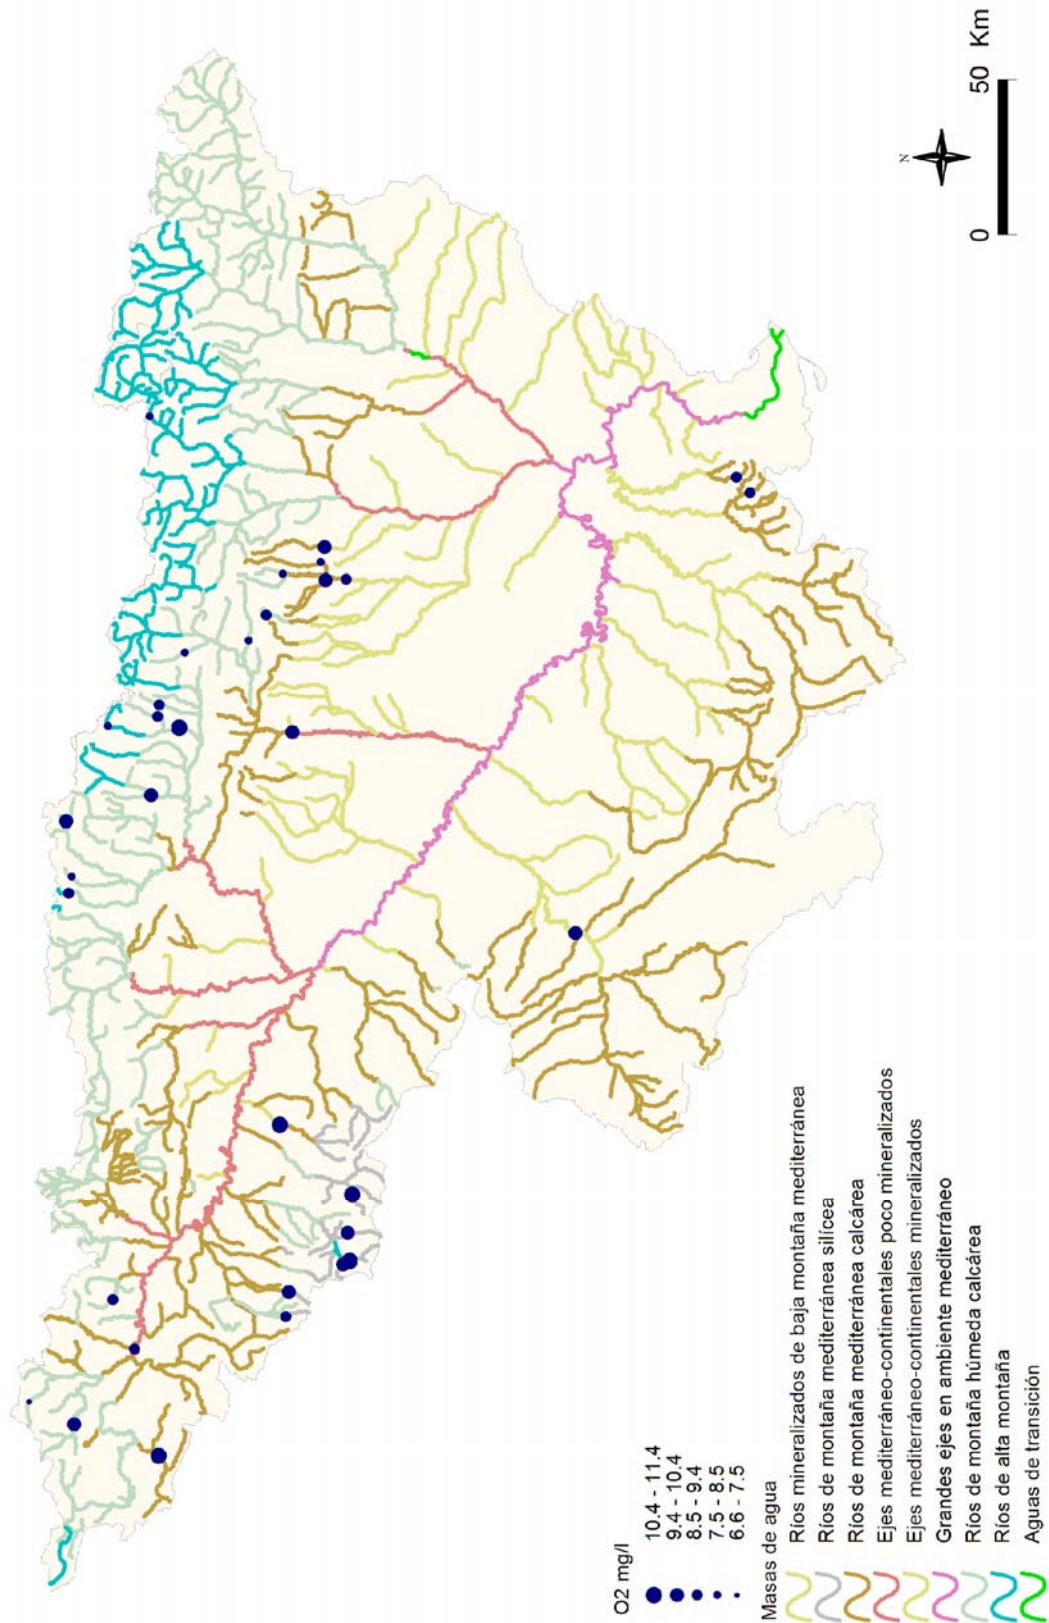 O2 mg/l
10.4 - 11.4
9.4 - 10.4
8.5 - 9.4
7.5 - 8.5
6.6 - 7.5
Masas de agua
Ríos mineralizados de baja montaña mediterránea
Ríos de montaña mediterránea silícea
Ríos de montaña mediterránea calcárea
Ejes mediterráneo-continentales poco mineralizados
Ejes mediterráneo-continentales mineralizados
Grandes ejes en ambiente mediterráneo
Ríos de montaña húmeda calcárea
Ríos de alta montaña
Aguas de transición
N
0 50 Km